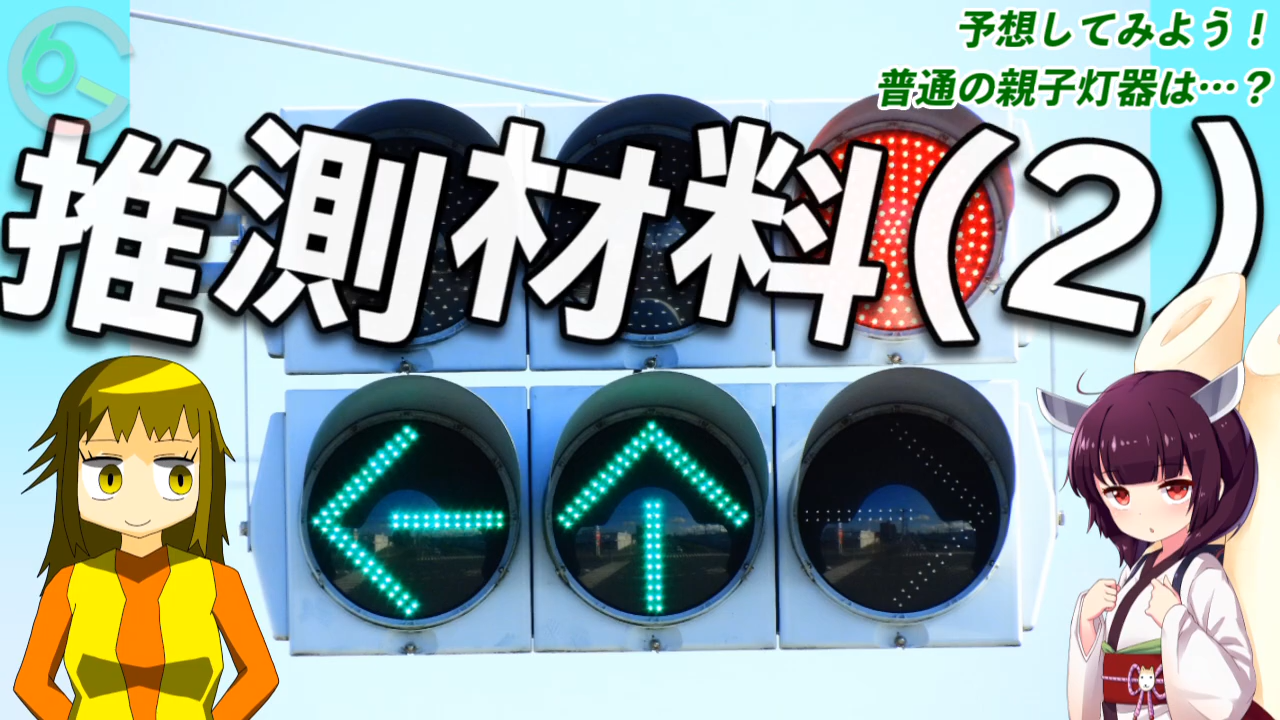 予想してみよう！
普通の親子灯器は…？
推測材料(2)